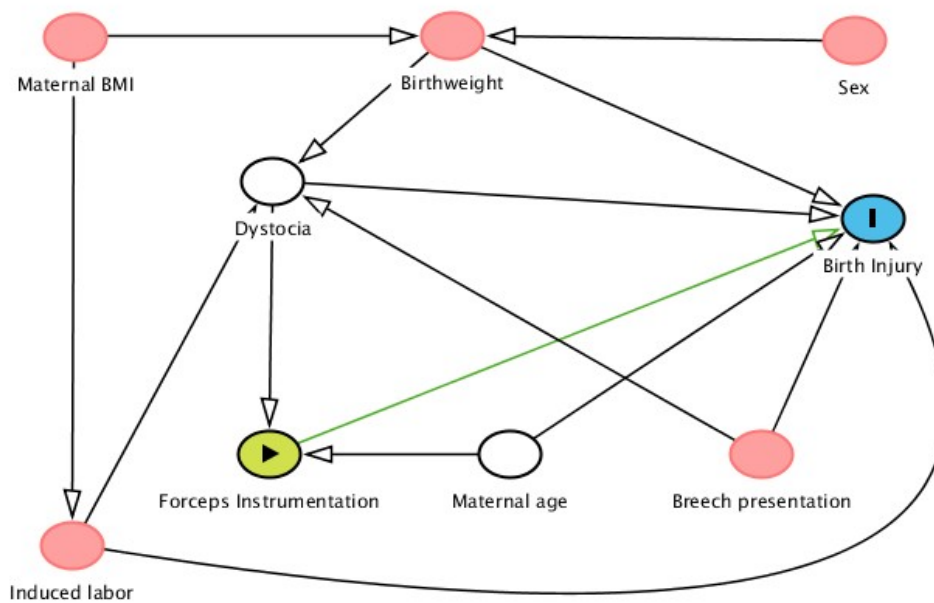 Maternal BMI
Birthweight
Sex
Dystocia
Birth Injury
Forceps Instrumentation
Maternal age
Breech presentation
Induced labor